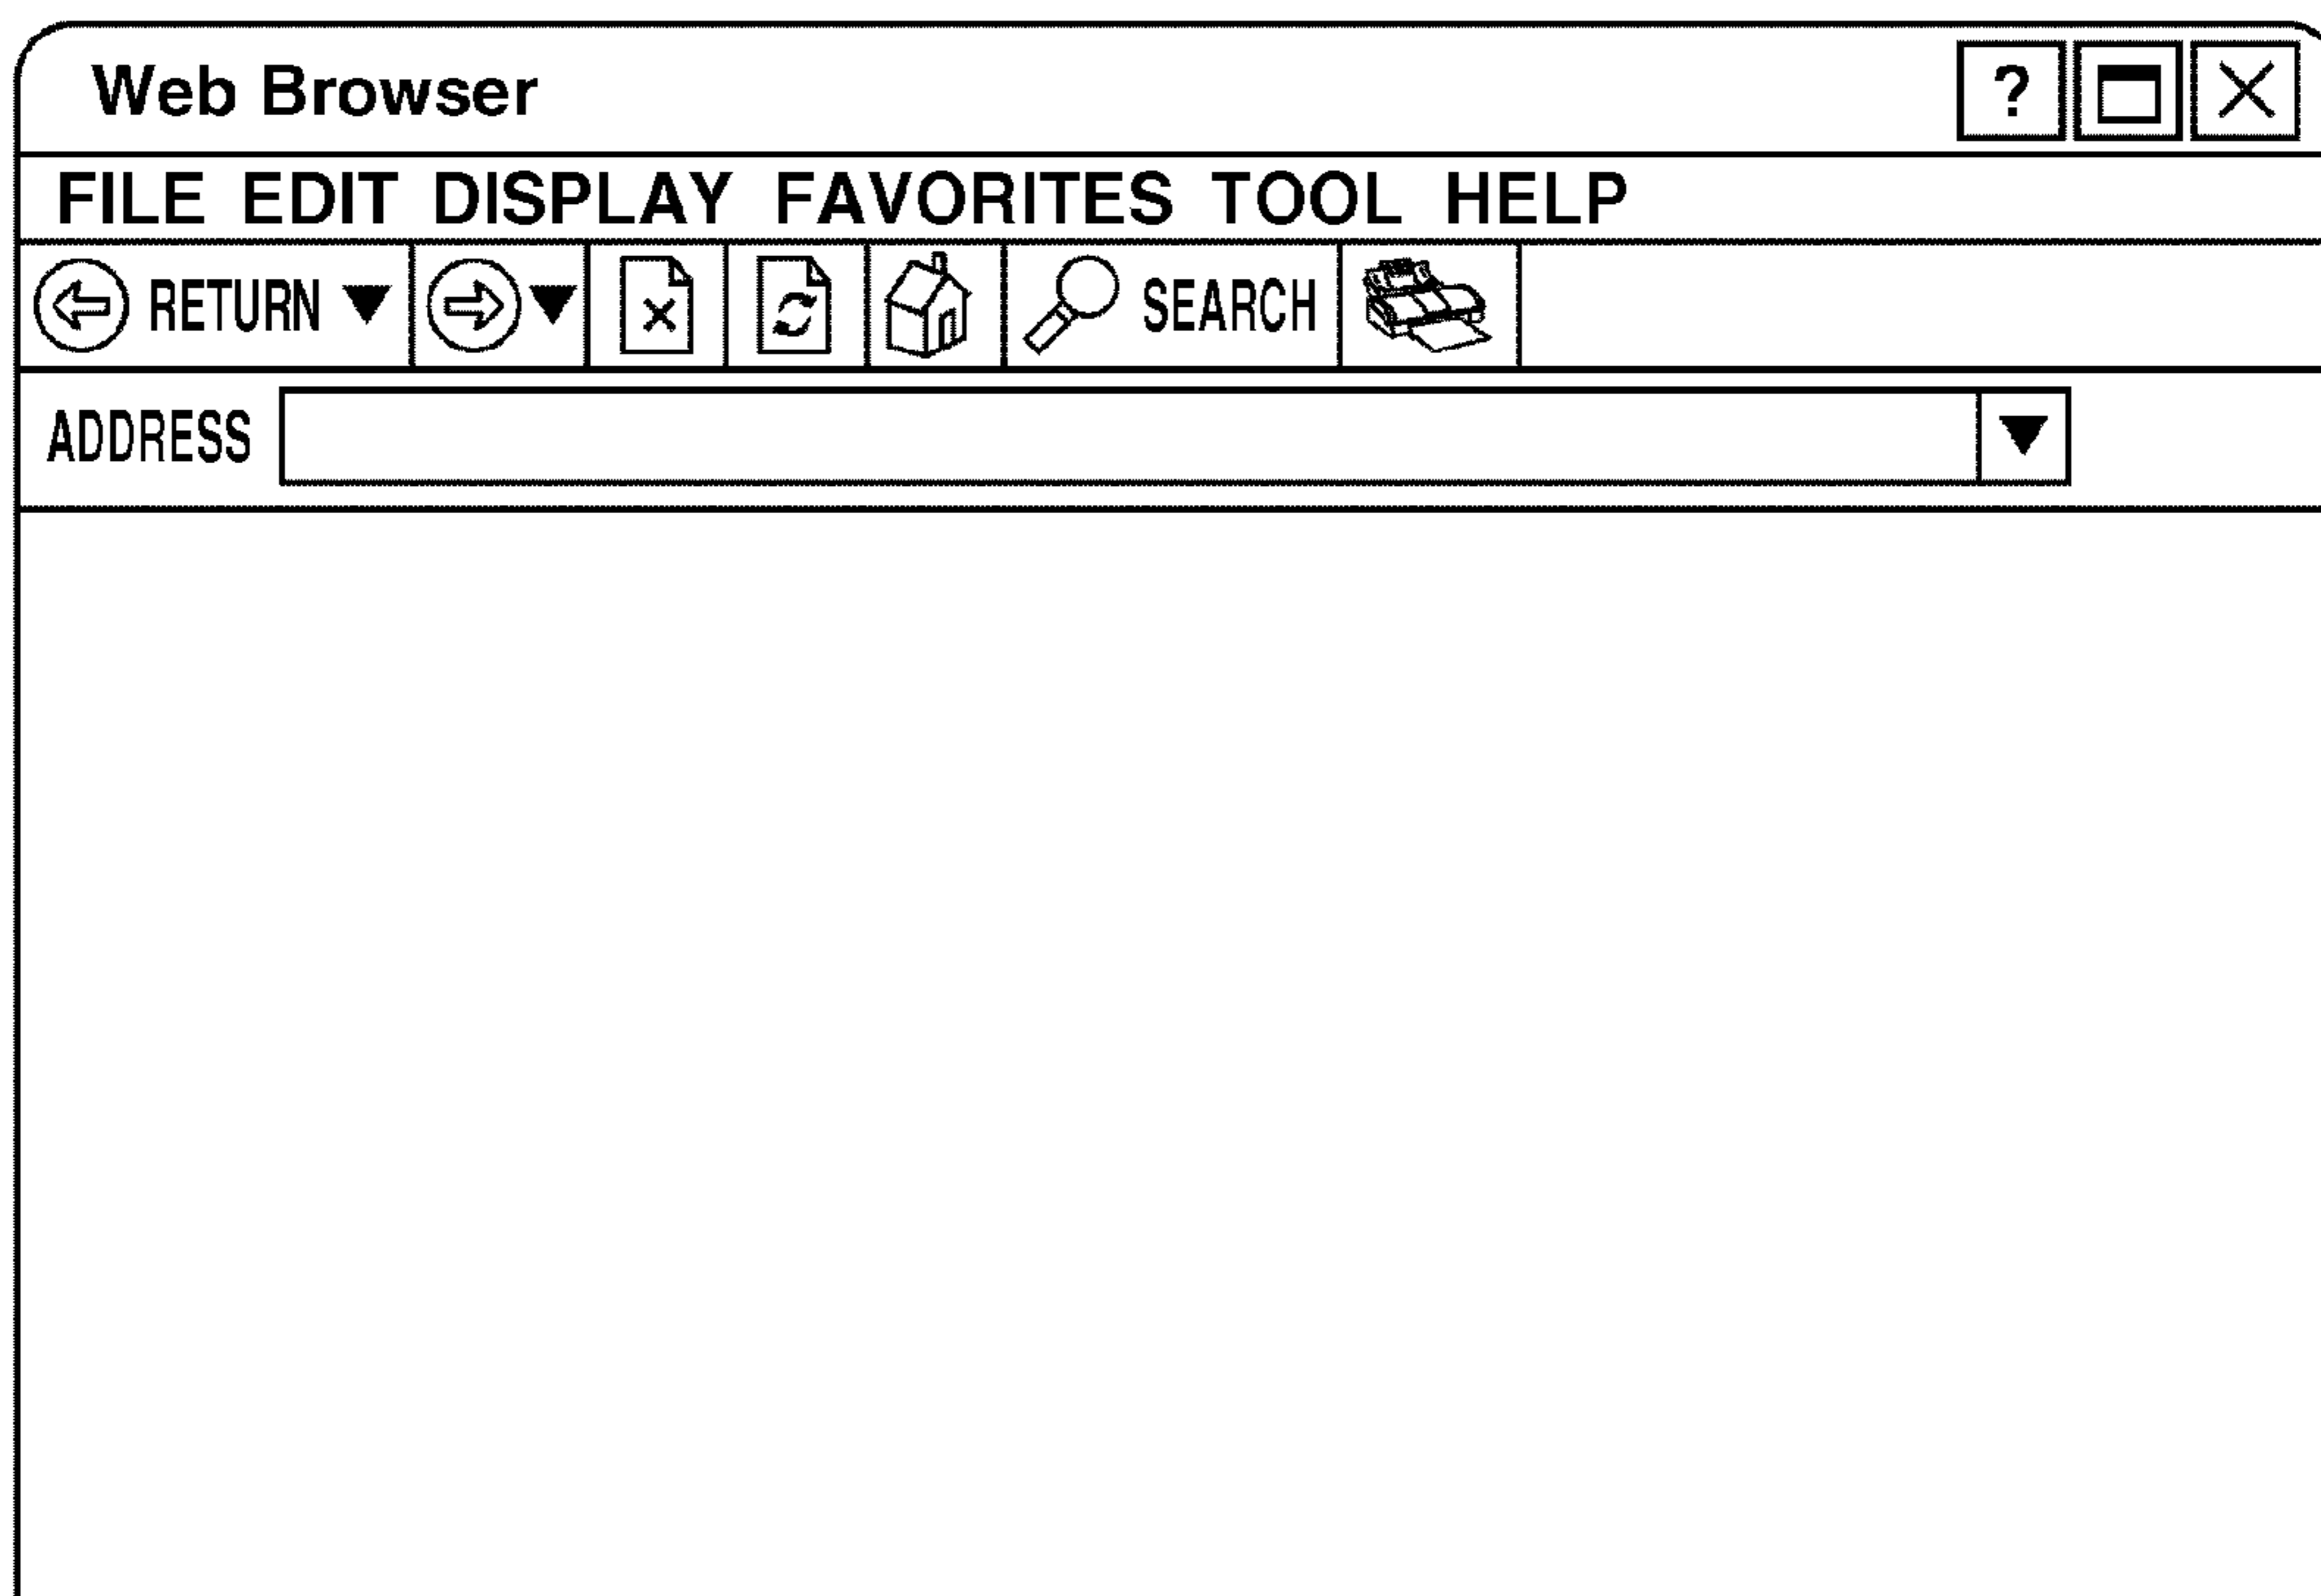 Web Browser ?
FILE EDIT DISPLAY FAVORITES TOOL HELP
RETURN SEARCH
ADDRESS